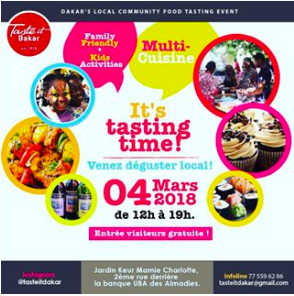 DAKAR'S LOCAL COMMUNITY FOOD TASTING EVENT
Taste it
Dakar
Family
Friendly
+
Kids
Activities
Multi-
Cuisine
It's
tasting
time!
Venez déguster local !
04 Mars
2018
de 12h à 19h.
Entrée visiteurs gratuite !
@tasteitdakar
Jardin Keur Mamie Charlotte,
2ème rue derrière
la banque UBA des Almadies.
Infoline 77 559 62 86
tasteitdakar@gmail.com